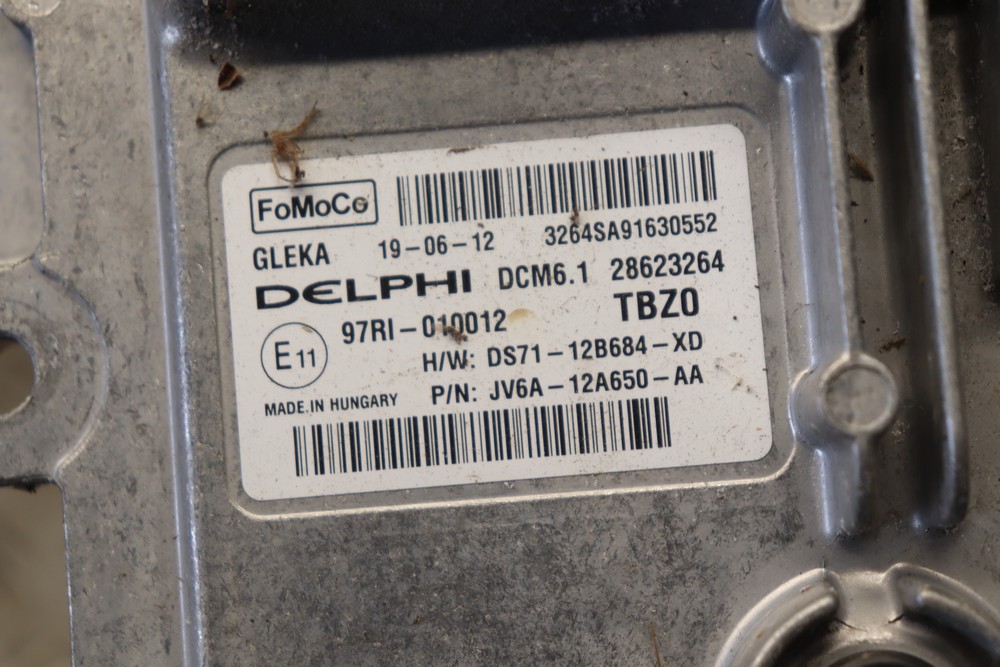 FoMoCo
3264SA91630552
GLEKA 19-06-12
DELPHI DCM6.1 28623264
97RI-010012 TBZ0
E11
H/W: DS71-12B684-XD
P/N: JV6A-12A650-AA
MADE.IN HUNGARY